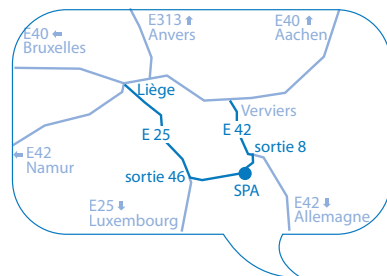 E40 ⬅
Bruxelles
E313 ⬆
Anvers
E40 ⬆
Aachen
Liège
Verviers
E 25
E 42
sortie 8
⬅ E42
Namur
sortie 46
SPA
E25 ⬇
Luxembourg
E42 ⬇
Allemagne